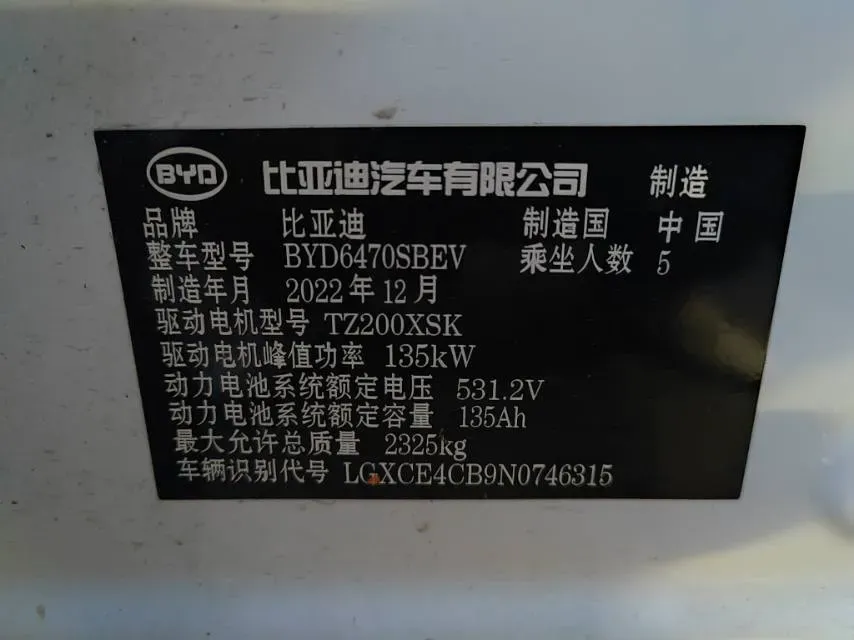 BYD 比亚迪汽车有限公司 制造
品牌 比亚迪 制造国 中国
整车型号 BYD6470SBEV 乘坐人数 5
制造年月 2022年12月
驱动电机型号 TZ200XSK
驱动电机峰值功率 135kW
动力电池系统额定电压 531.2V
动力电池系统额定容量 135Ah
最大允许总质量 2325kg
车辆识别代号 LGXCE4CB9N0746315